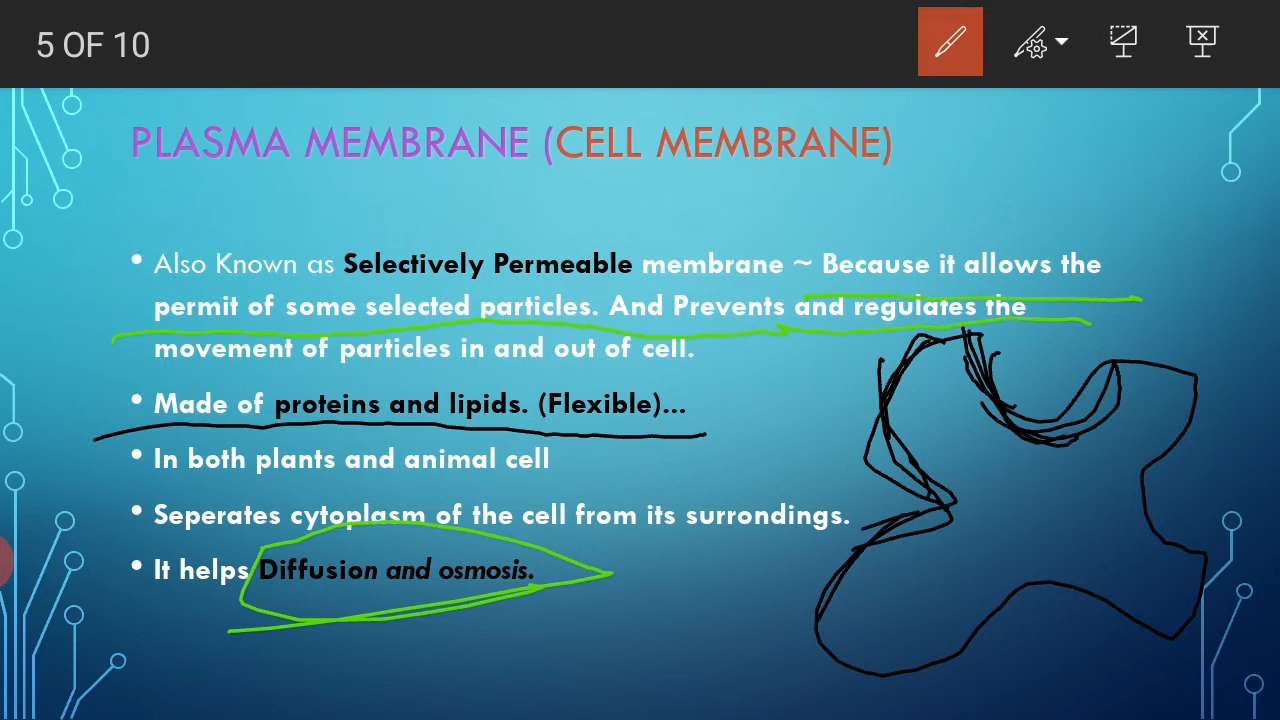 5 OF 10
PLASMA MEMBRANE (CELL MEMBRANE)
• Also Known as Selectively Permeable membrane ~ Because it allows the
permit of some selected particles. And Prevents and regulates the
movement of particles in and out of cell.
• Made of proteins and lipids. (Flexible)...
• In both plants and animal cell
• Seperates cytoplasm of the cell from its surrondings.
• It helps Diffusion and osmosis.